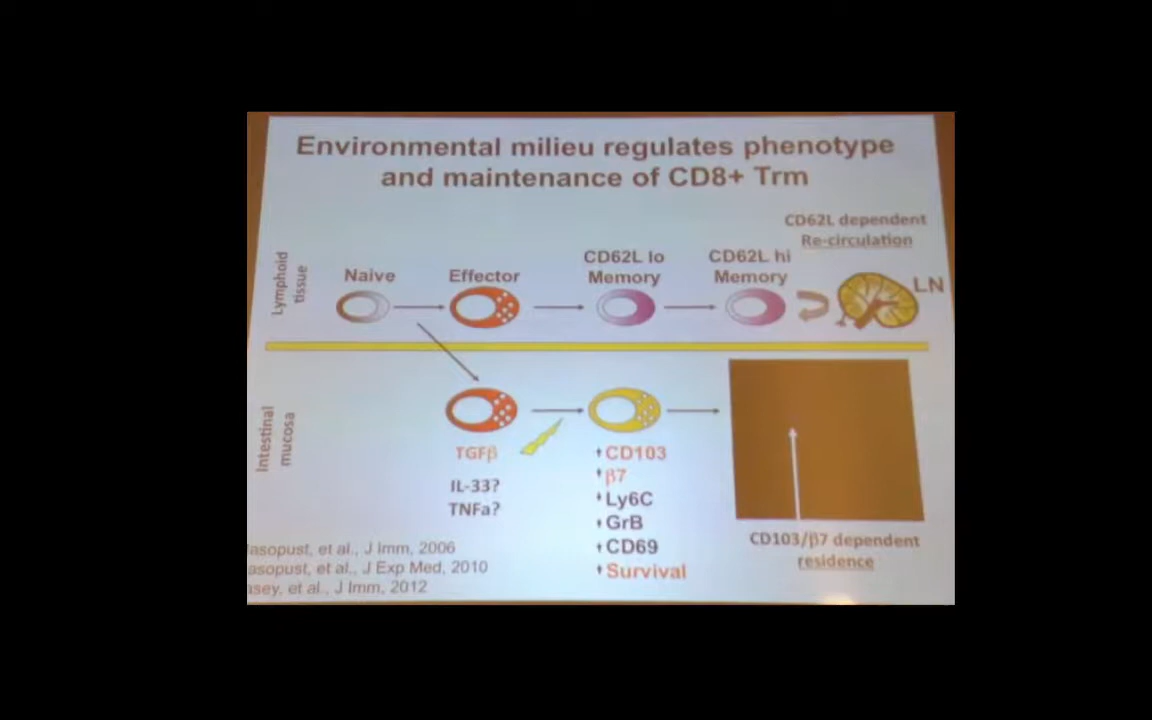 Environmental milieu regulates phenotype
and maintenance of CD8+ Trm
CD62L dependent
Re-circulation
Lymphoid
tissue
Naive
Effector
CD62L lo
Memory
CD62L hi
Memory
LN
Intestinal
mucosa
TGFβ
IL-33?
TNFa?
CD103
β7
Ly6C
GrB
CD69
Survival
CD103/β7 dependent
residence
asopust, et al., J Imm, 2006
asopust, et al., J Exp Med, 2010
asey, et al., J Imm, 2012